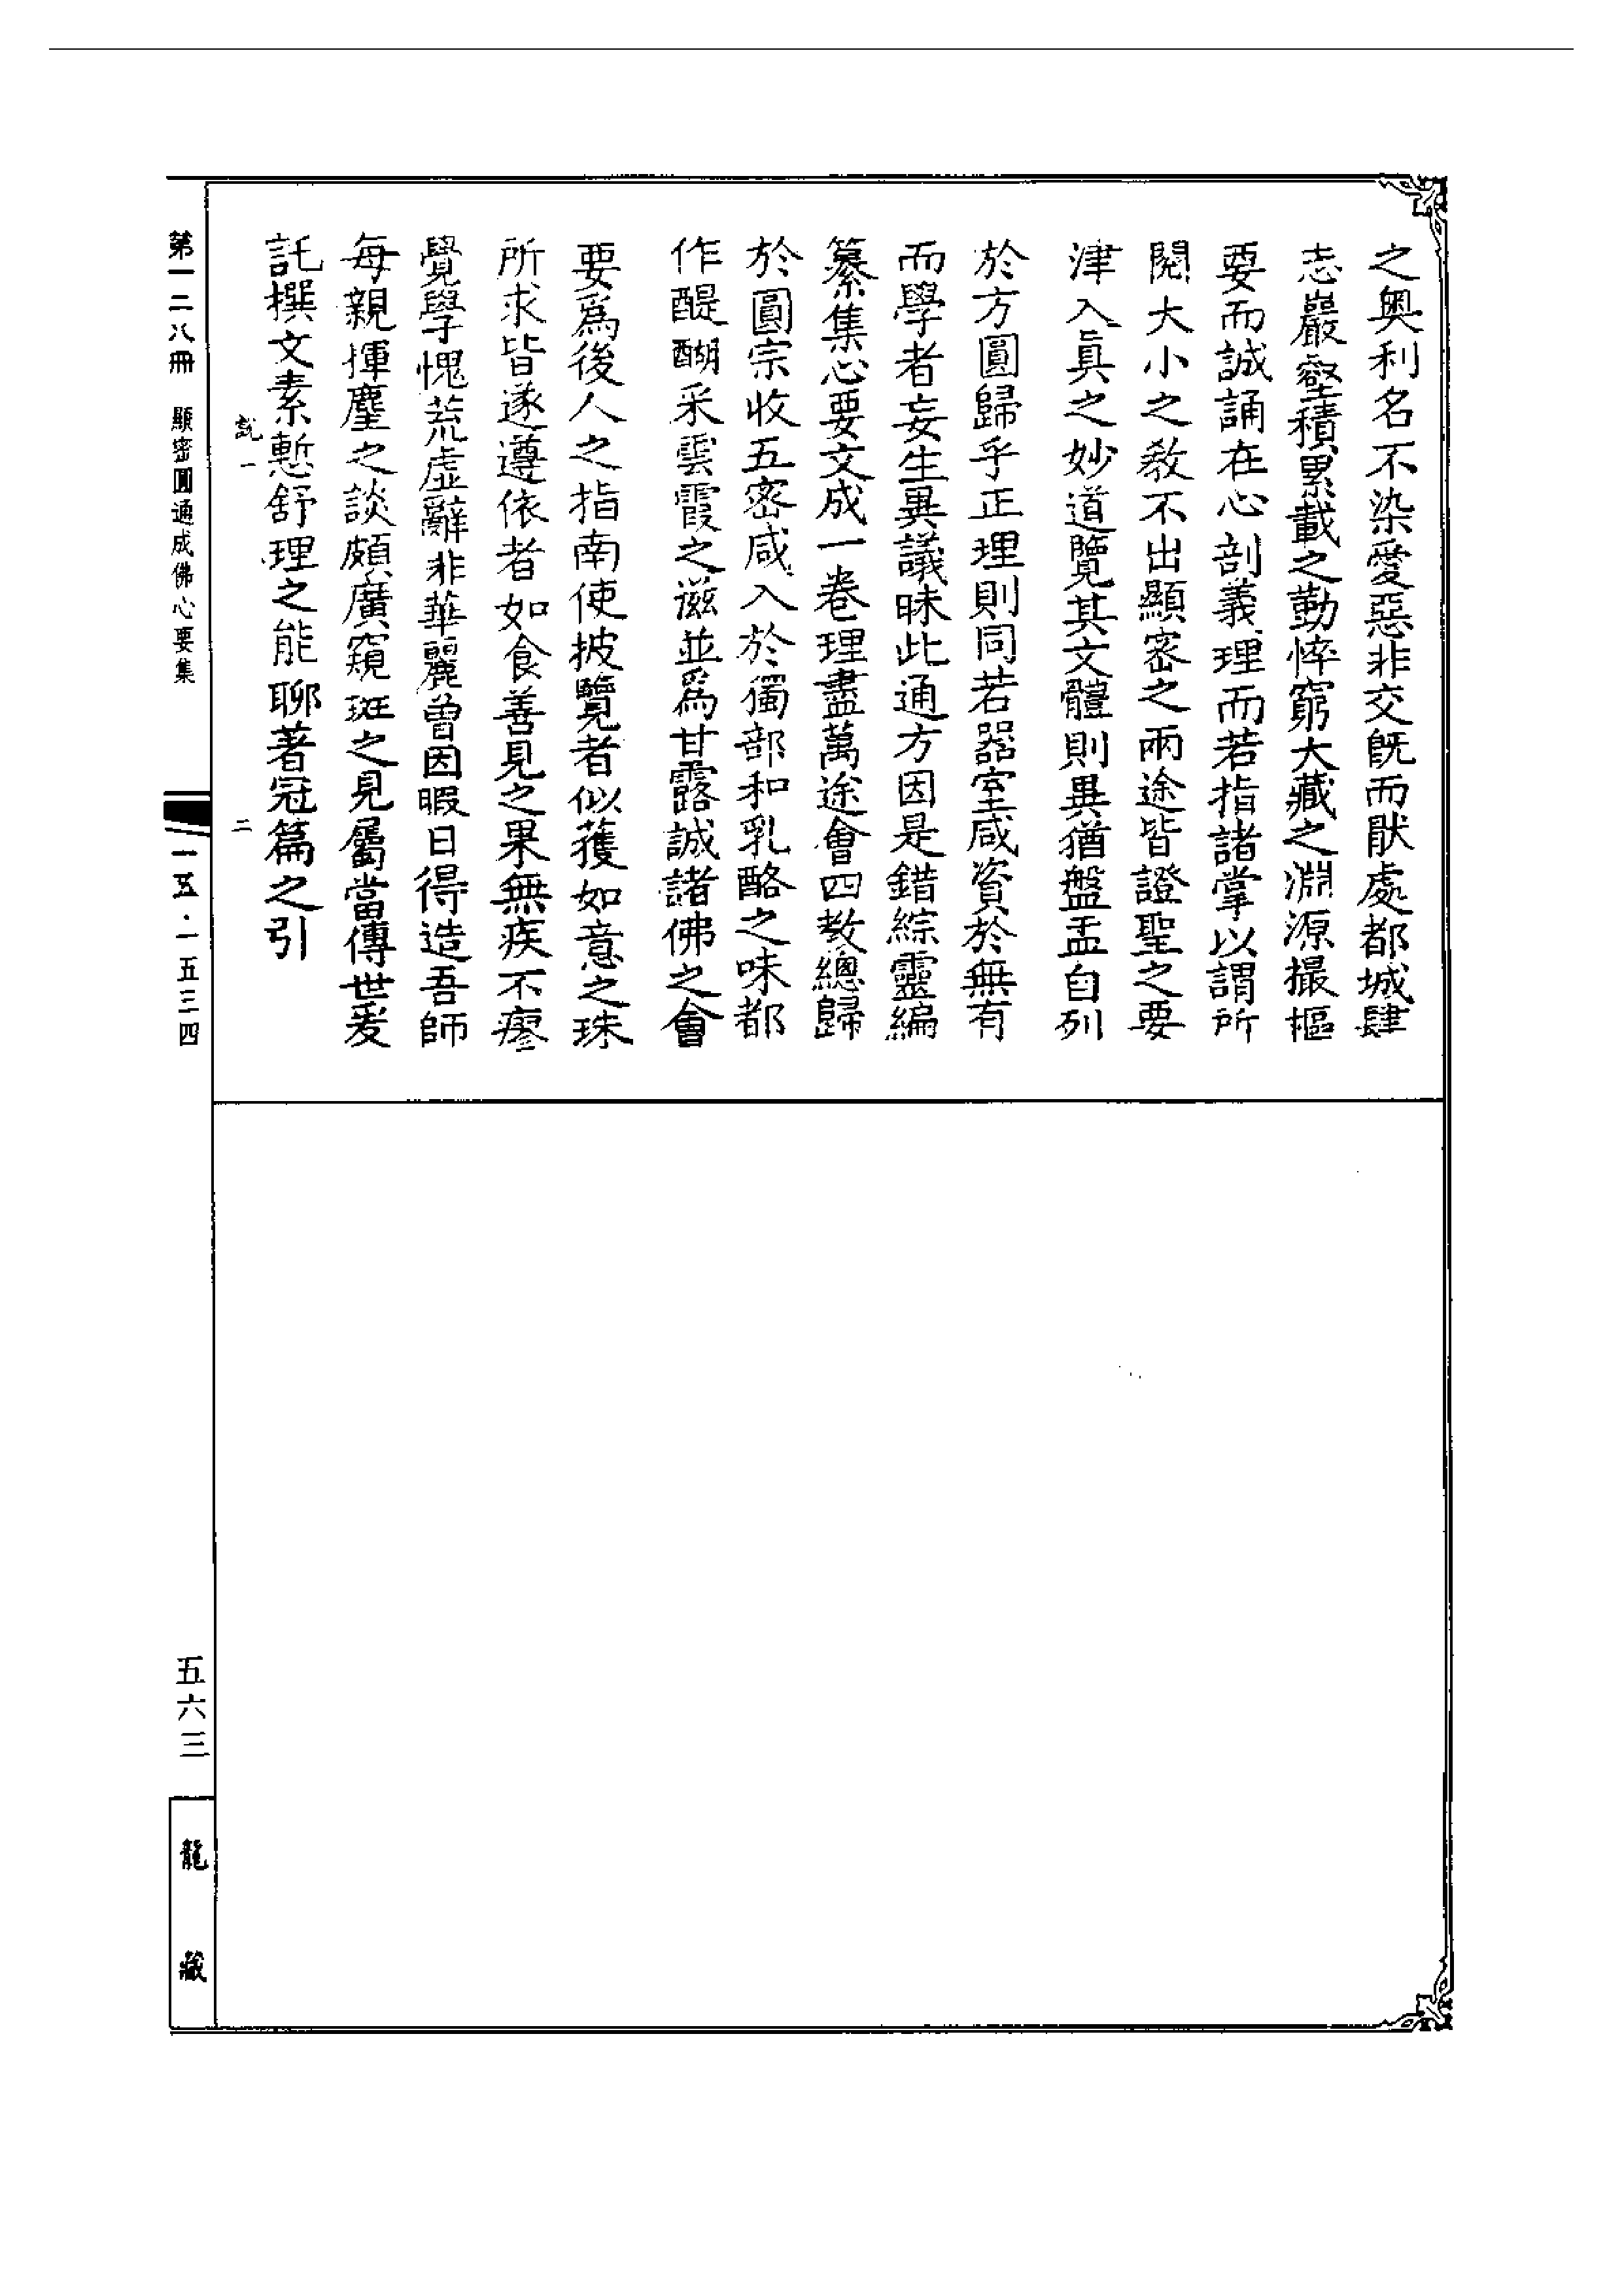 之奧利名不染愛惡非交旣而猒處都城肆
志巖壑積累載之勤悴窮大藏之淵源撮樞
要而誠誦在心剖義理而若指諸掌以謂所
閱大小之敎不出顯密之兩途皆證聖之要
津入眞之妙道覽其文體則異猶盤盂自列
於方圓歸乎正理則同若器室咸資於無有
而學者妄生異議昧此通方因是錯綜靈編
纂集心要文成一卷理盡萬途會四教總歸
於圓宗收五密咸入於獨部和乳酪之味都
作醍醐采雲霞之滋並爲甘露誠諸佛之會
要爲後人之指南使披覽者似獲如意之珠
所求皆遂遵依者如食善見之果無疾不瘳
覺學愧荒虛辭非華麗曾因暇日得造吾師
每親揮麈之談頗廣窺斑之見屬當傳世爰
託撰文素慙舒理之能聊著冠篇之引
二
第一二八冊 顯密圓通成佛心要集
一五·一五三四
五六三
龍藏